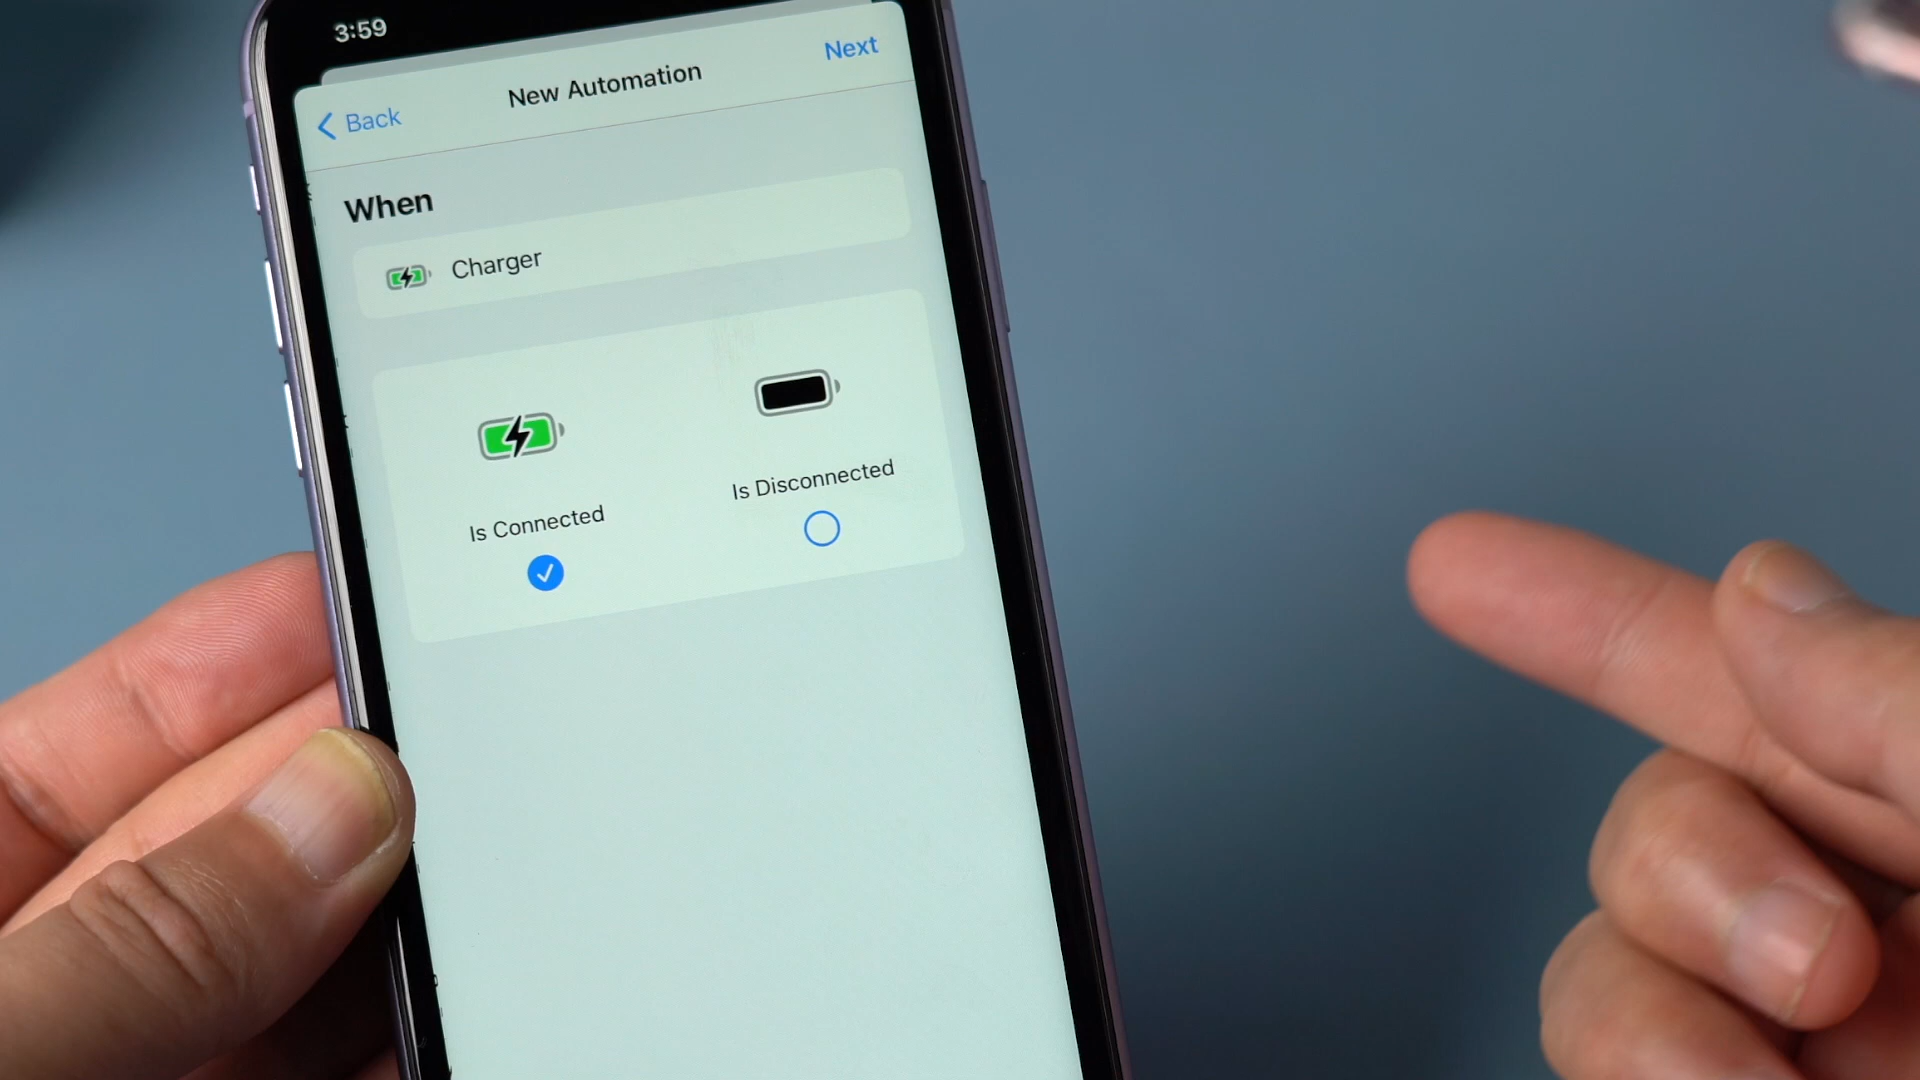 3:59
Next
New Automation
Back
When
Charger
Is Connected
Is Disconnected